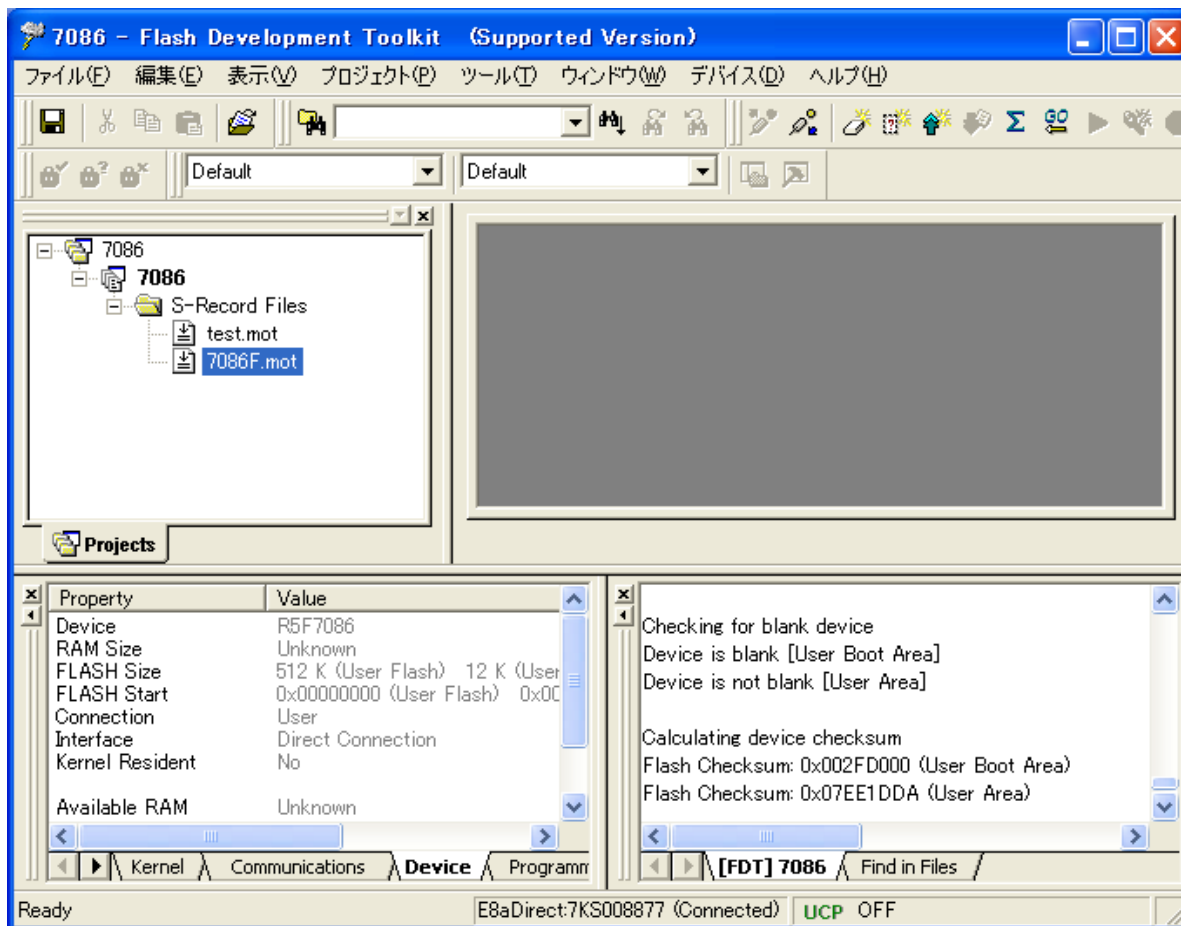 7086 - Flash Development Toolkit (Supported Version)
ファイル(F) 編集(E) 表示(V) プロジェクト(P) ツール(T) ウィンドウ(W) デバイス(D) ヘルプ(H)
Default Default
7086
7086
S-Record Files
test.mot
7086F.mot
Projects
Property Value
Device R5F7086
RAM Size Unknown
FLASH Size 512 K (User Flash) 12 K (User
FLASH Start 0x00000000 (User Flash) 0x00
Connection User
Interface Direct Connection
Kernel Resident No
Available RAM Unknown
Kernel Communications Device Programm
Checking for blank device
Device is blank [User Boot Area]
Device is not blank [User Area]
Calculating device checksum
Flash Checksum: 0x002FD000 (User Boot Area)
Flash Checksum: 0x07EE1DDA (User Area)
[FDT] 7086 Find in Files
Ready E8aDirect:7KS008877 (Connected) UCP OFF